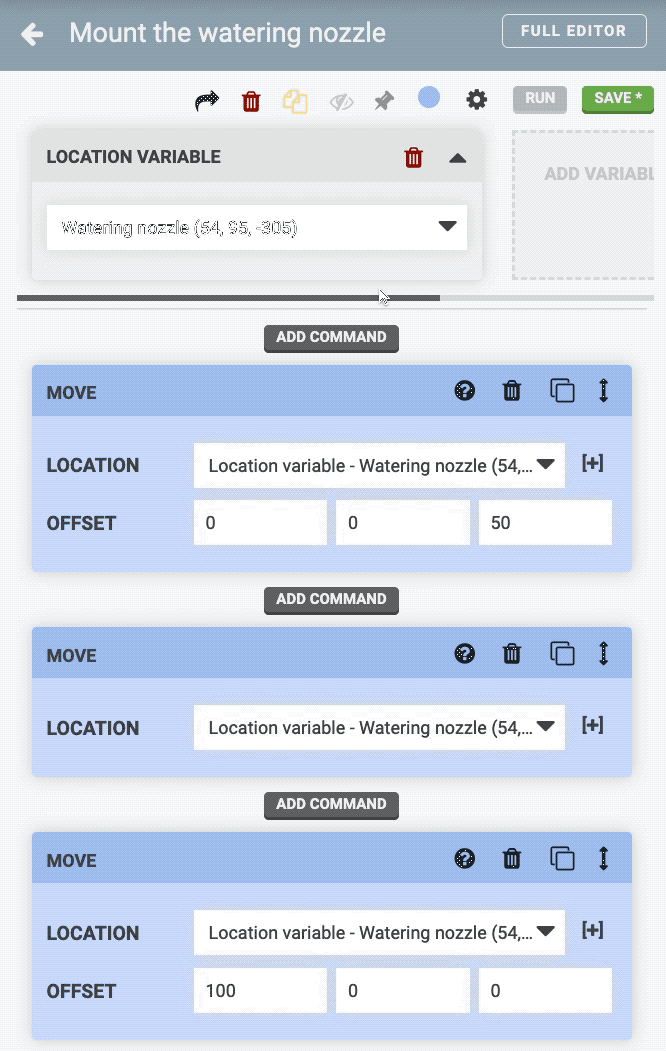 Mount the watering nozzle
FULL EDITOR
RUN
SAVE *
LOCATION VARIABLE
Watering nozzle (54, 95, -305)
ADD VARIABL
ADD COMMAND
MOVE
LOCATION
Location variable - Watering nozzle (54,...
[+]
OFFSET
0
0
50
ADD COMMAND
MOVE
LOCATION
Location variable - Watering nozzle (54,...
[+]
ADD COMMAND
MOVE
LOCATION
Location variable - Watering nozzle (54,...
[+]
OFFSET
100
0
0